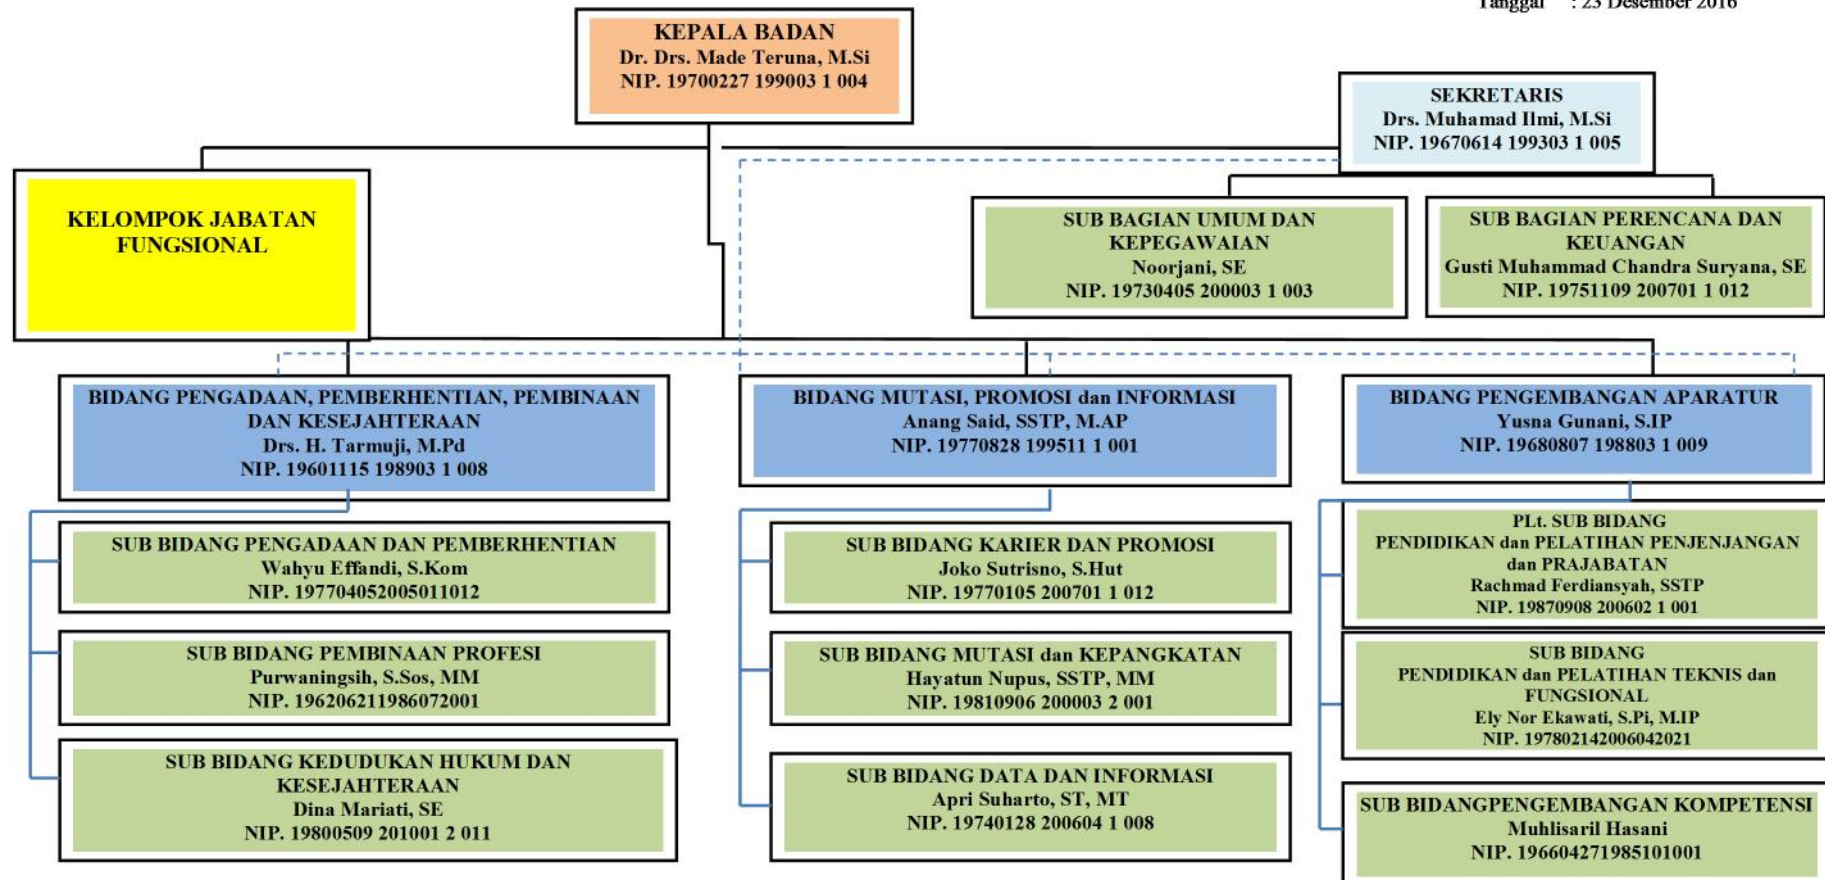 Tanggal : 23 Desember 2016
KEPALA BADAN
Dr. Drs. Made Teruna, M.Si
NIP. 19700227 199003 1 004
SEKRETARIS
Drs. Muhamad Ilmi, M.Si
NIP. 19670614 199303 1 005
KELOMPOK JABATAN
FUNGSIONAL
SUB BAGIAN UMUM DAN
KEPEGAWAIAN
Noorjani, SE
NIP. 19730405 200003 1 003
SUB BAGIAN PERENCANA DAN
KEUANGAN
Gusti Muhammad Chandra Suryana, SE
NIP. 19751109 200701 1 012
BIDANG PENGADAAN, PEMBERHENTIAN, PEMBINAAN
DAN KESEJAHTERAAN
Drs. H. Tarmuji, M.Pd
NIP. 19601115 198903 1 008
BIDANG MUTASI, PROMOSI dan INFORMASI
Anang Said, SSTP, M.AP
NIP. 19770828 199511 1 001
BIDANG PENGEMBANGAN APARATUR
Yusna Gunani, S.IP
NIP. 19680807 198803 1 009
SUB BIDANG PENGADAAN DAN PEMBERHENTIAN
Wahyu Effandi, S.Kom
NIP. 197704052005011012
SUB BIDANG PEMBINAAN PROFESI
Purwaningsih, S.Sos, MM
NIP. 196206211986072001
SUB BIDANG KEDUDUKAN HUKUM DAN
KESEJAHTERAAN
Dina Mariati, SE
NIP. 19800509 201001 2 011
SUB BIDANG KARIER DAN PROMOSI
Joko Sutrisno, S.Hut
NIP. 19770105 200701 1 012
SUB BIDANG MUTASI dan KEPANGKATAN
Hayatun Nupus, SSTP, MM
NIP. 19810906 200003 2 001
SUB BIDANG DATA DAN INFORMASI
Apri Suharto, ST, MT
NIP. 19740128 200604 1 008
PLt. SUB BIDANG
PENDIDIKAN dan PELATIHAN PENJENJANGAN
dan PRAJABATAN
Rachmad Ferdiansyah, SSTP
NIP. 19870908 200602 1 001
SUB BIDANG
PENDIDIKAN dan PELATIHAN TEKNIS dan
FUNGSIONAL
Ely Nor Ekawati, S.Pi, M.IP
NIP. 197802142006042021
SUB BIDANGPENGEMBANGAN KOMPETENSI
Muhlisaril Hasani
NIP. 196604271985101001